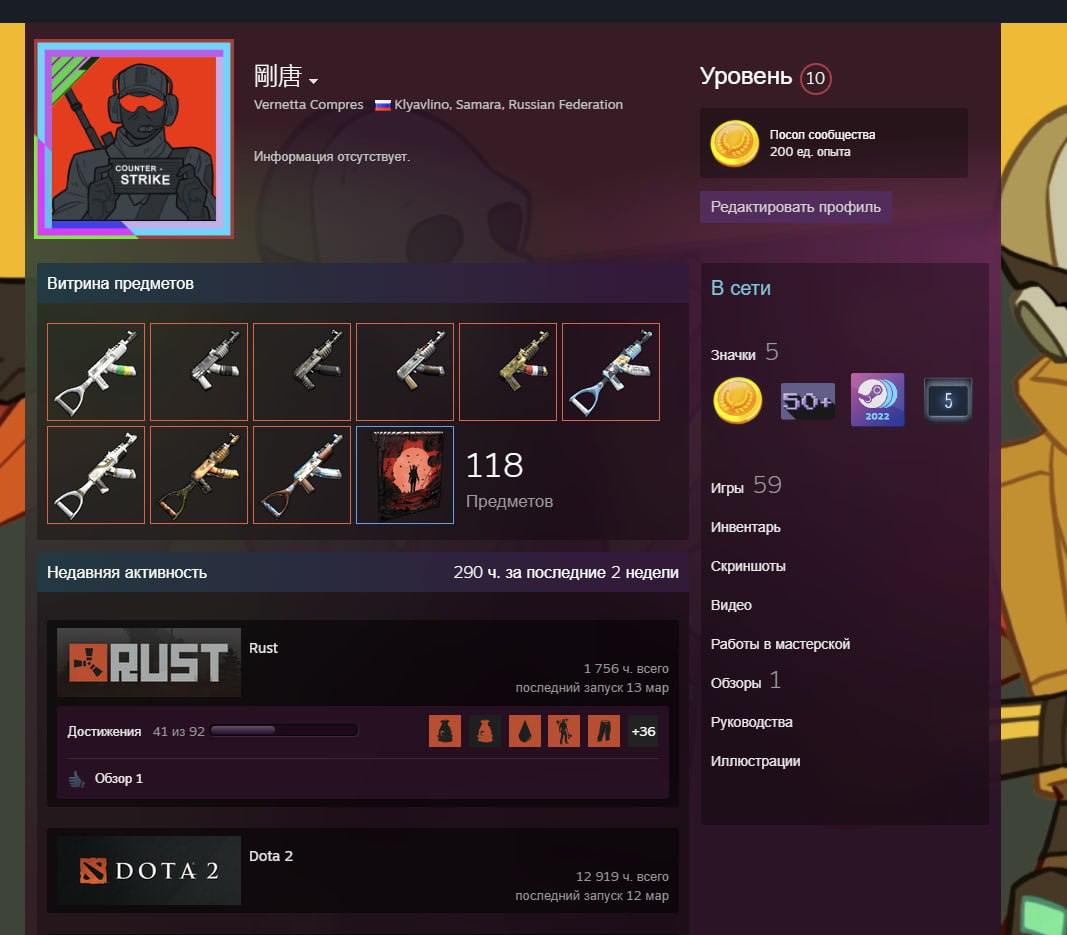 剛唐
Vernetta Compres Klyavlino, Samara, Russian Federation
Информация отсутствует.
COUNTER -
STRIKE
Уровень 10
Посол сообщества
200 ед. опыта
Редактировать профиль
Витрина предметов
118
Предметов
Недавняя активность 290 ч. за последние 2 недели
RUST
Rust
1 756 ч. всего
последний запуск 13 мар
Достижения 41 из 92 +36
Обзор 1
DOTA 2
Dota 2
12 919 ч. всего
последний запуск 12 мар
В сети
Значки 5
50+
2022
5
Игры 59
Инвентарь
Скриншоты
Видео
Работы в мастерской
Обзоры 1
Руководства
Иллюстрации